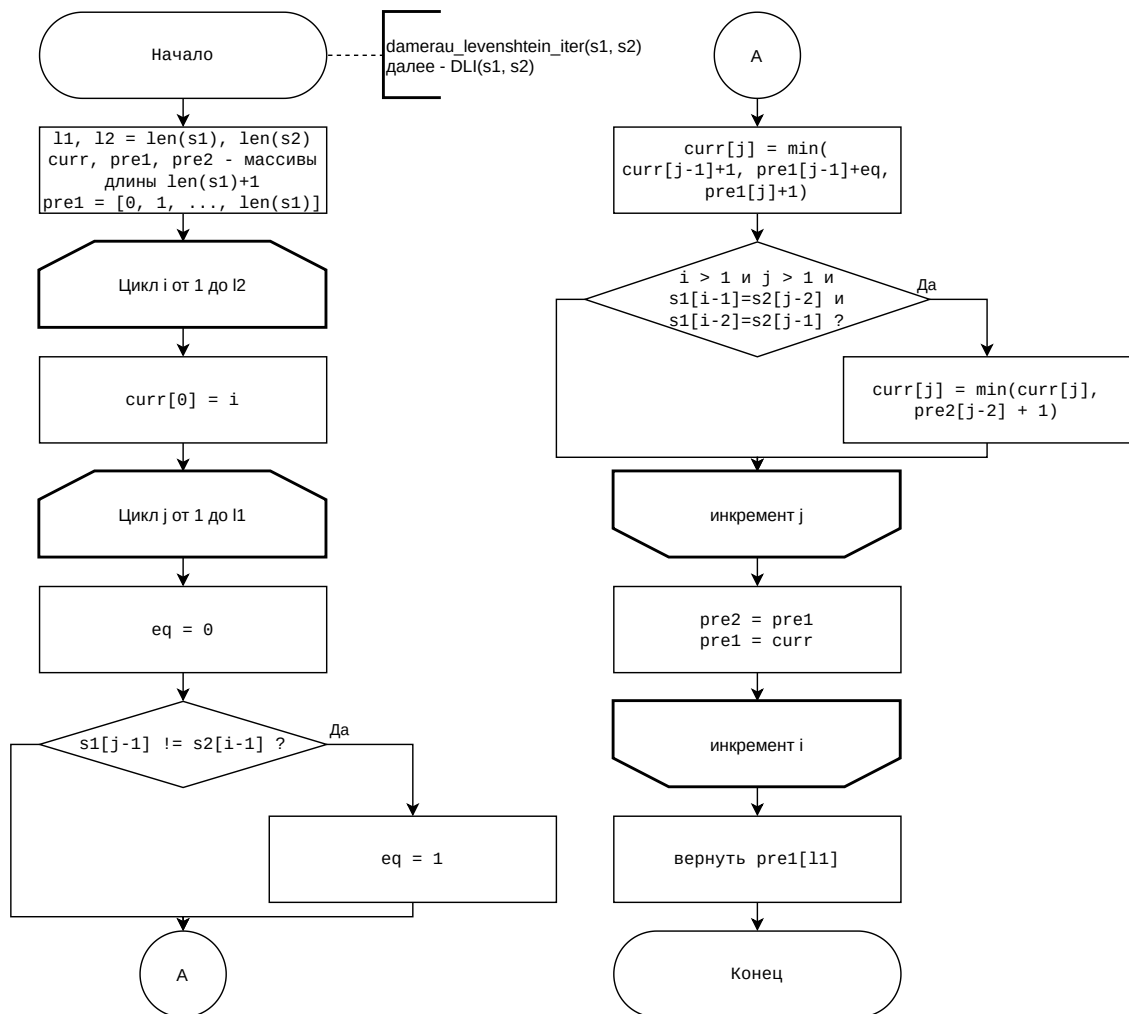 Начало
damerau_levenshtein_iter(s1, s2)
далее - DLI(s1, s2)
l1, l2 = len(s1), len(s2)
curr, pre1, pre2 - массивы
длины len(s1)+1
pre1 = [0, 1, ..., len(s1)]
Цикл i от 1 до l2
curr[0] = i
Цикл j от 1 до l1
eq = 0
s1[j-1] != s2[i-1] ?
Да
eq = 1
A
A
curr[j] = min(
curr[j-1]+1, pre1[j-1]+eq,
pre1[j]+1)
i > 1 и j > 1 и
s1[i-1]=s2[j-2] и
s1[i-2]=s2[j-1] ?
Да
curr[j] = min(curr[j],
pre2[j-2] + 1)
инкремент j
pre2 = pre1
pre1 = curr
инкремент i
вернуть pre1[l1]
Конец